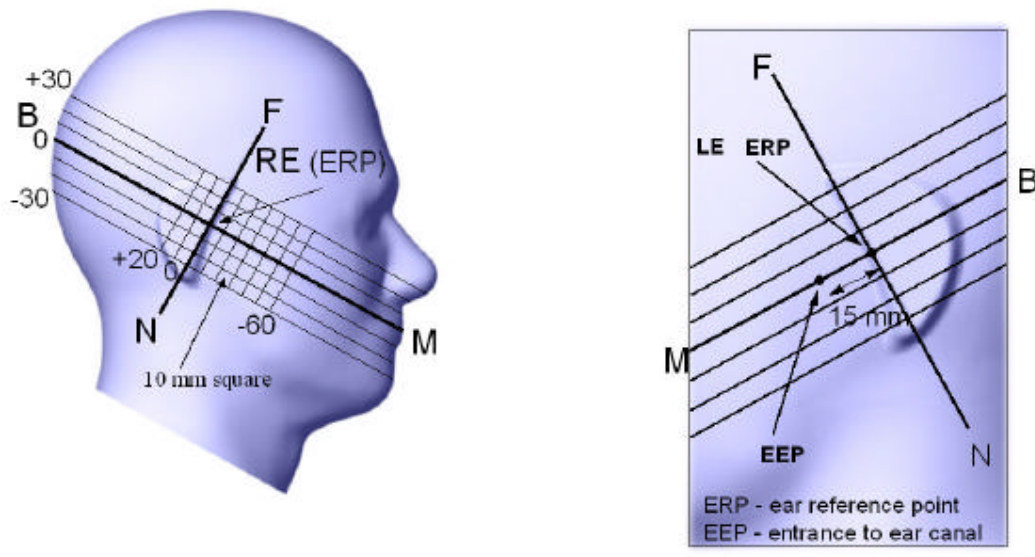 +30
B
0
-30
F
RE (ERP)
+20
0
N
-60
M
10 mm square
F
LE ERP
B
15 mm
M
EEP
N
ERP - ear reference point
EEP - entrance to ear canal